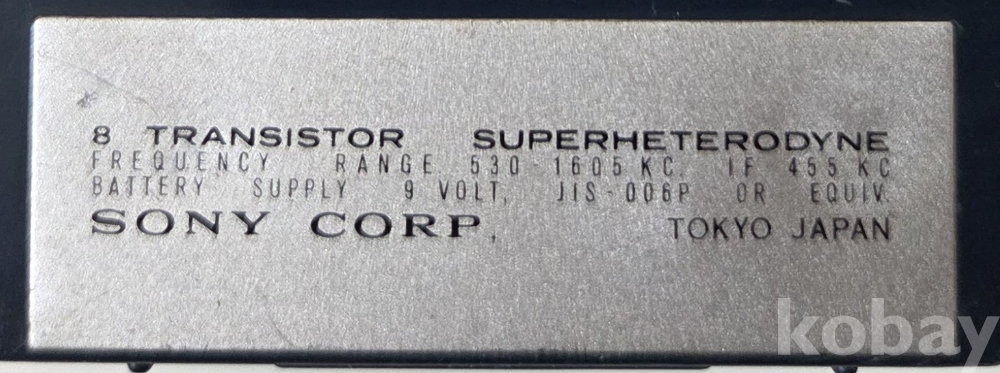 8 TRANSISTOR SUPERHETERODYNE
FREQUENCY RANGE 530-1605 KC. IF 455 KC
BATTERY SUPPLY 9 VOLT, JIS-006P OR EQUIV.
SONY CORP, TOKYO JAPAN
kobay